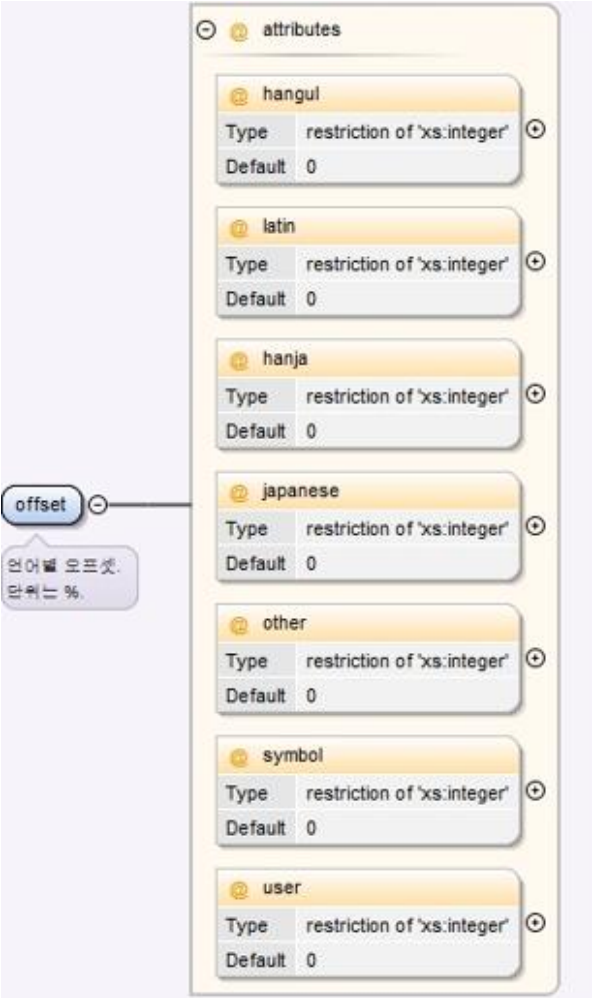 @ attributes
@ hangul
Type restriction of 'xs:integer'
Default 0
@ latin
Type restriction of 'xs:integer'
Default 0
@ hanja
Type restriction of 'xs:integer'
Default 0
@ japanese
Type restriction of 'xs:integer'
Default 0
offset
언어별 오프셋.
단위는 %.
@ other
Type restriction of 'xs:integer'
Default 0
@ symbol
Type restriction of 'xs:integer'
Default 0
@ user
Type restriction of 'xs:integer'
Default 0